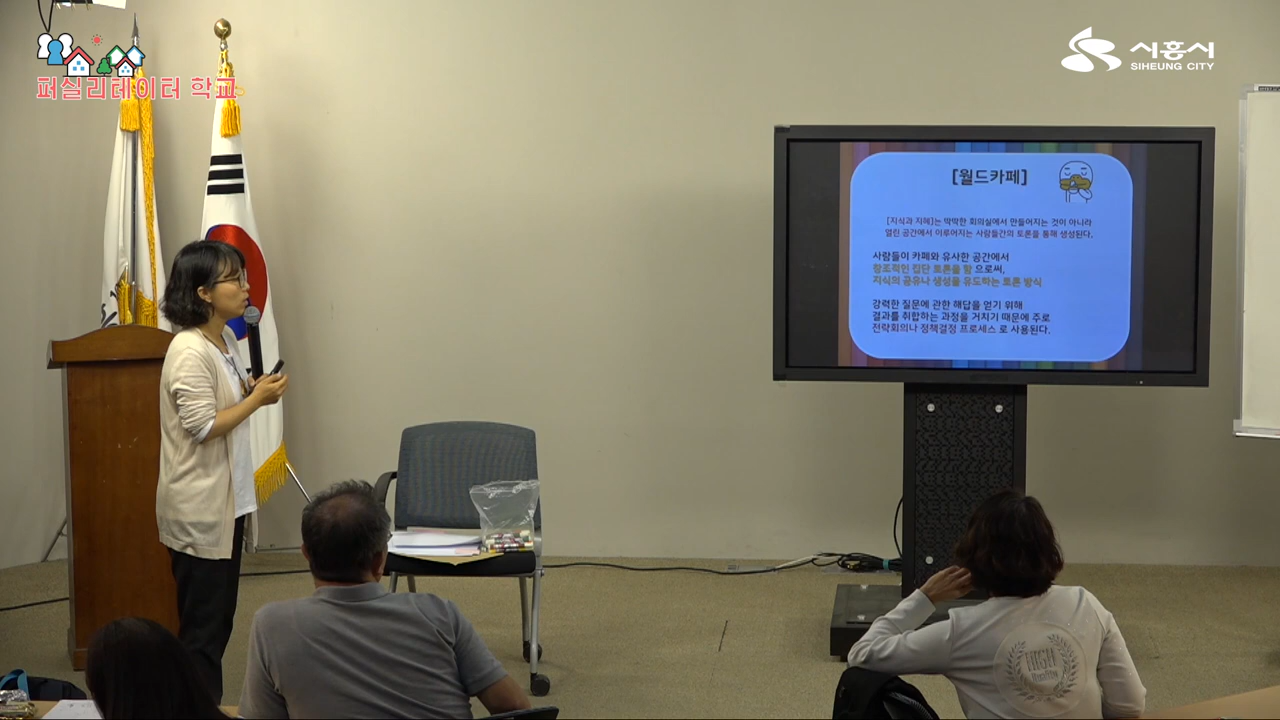 퍼실리테이터 학교
시흥시
SIHEUNG CITY
[월드카페]
[지식과 지혜]는 딱딱한 회의실에서 만들어지는 것이 아니라
열린 공간에서 이루어지는 사람들간의 토론을 통해 생성된다.
사람들이 카페와 유사한 공간에서
창조적인 집단 토론을 함 으로써,
지식의 공유나 생성을 유도하는 토론 방식
강력한 질문에 관한 해답을 얻기 위해
결과를 취합하는 과정을 거치기 때문에 주로
전략회의나 정책결정 프로세스 로 사용된다.
HIGH
Quality